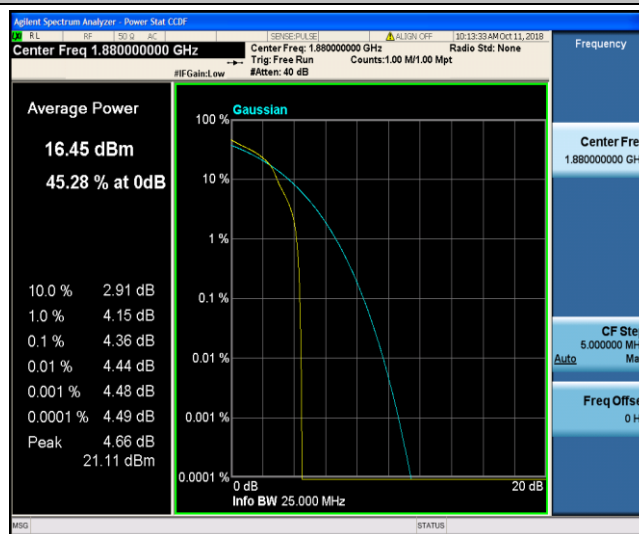 Agilent Spectrum Analyzer - Power Stat CCDF
RL RF 50 Ω AC SENSE:PULSE ALIGN OFF 10:13:33 AM Oct 11, 2018
Center Freq 1.880000000 GHz
Center Freq: 1.880000000 GHz Radio Std: None
Trig: Free Run Counts:1.00 M/1.00 Mpt
#IFGain:Low #Atten: 40 dB
Frequency
Average Power
16.45 dBm
45.28 % at 0dB
10.0 % 2.91 dB
1.0 % 4.15 dB
0.1 % 4.36 dB
0.01 % 4.44 dB
0.001 % 4.48 dB
0.0001 % 4.49 dB
Peak 4.66 dB
21.11 dBm
Gaussian
100 %
10 %
1 %
0.1 %
0.01 %
0.001 %
0.0001 %
0 dB 20 dB
Info BW 25.000 MHz
Center Fre
1.880000000 GH
CF Ste
5.000000 MH
Auto Ma
Freq Offse
0 H
MSG STATUS